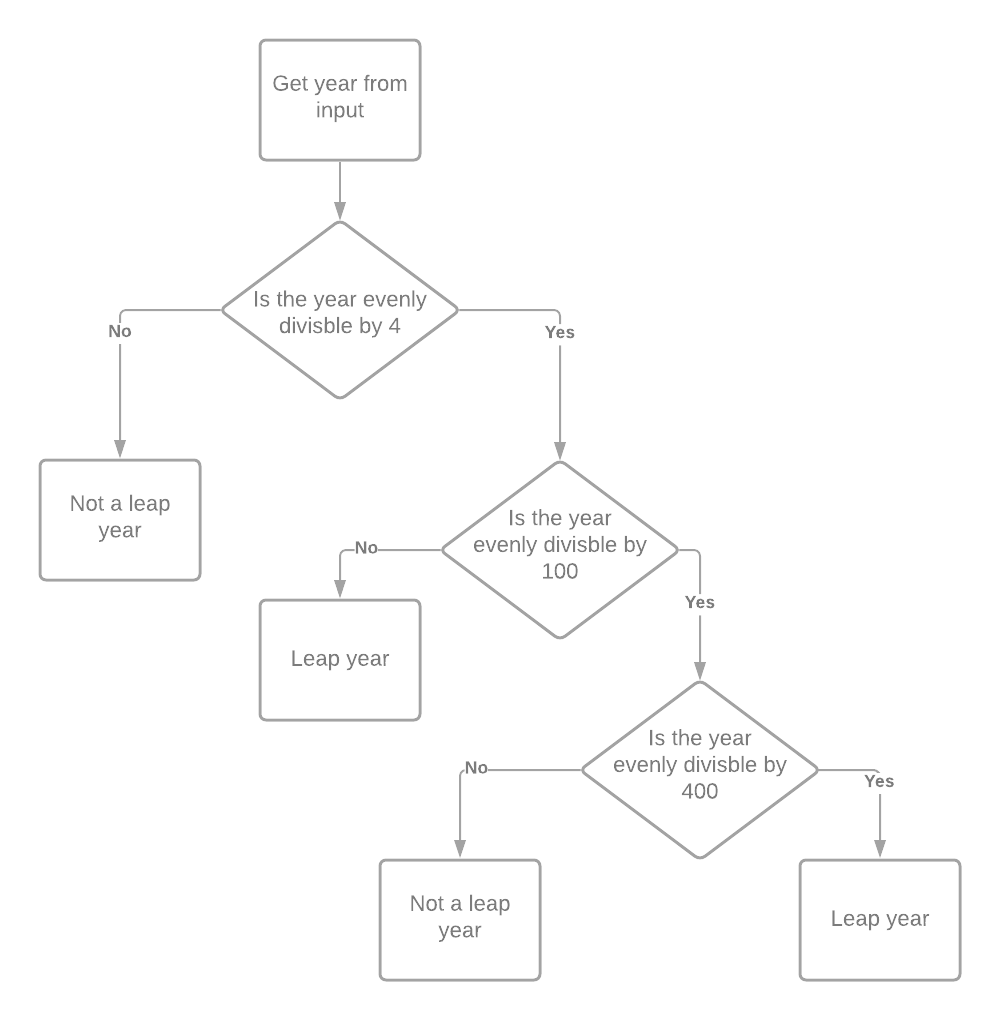 Get year from
input
Is the year evenly
divisble by 4
No
Yes
Not a leap
year
Is the year
evenly divisble by
100
No
Yes
Leap year
Is the year
evenly divisble by
400
No
Yes
Not a leap
year
Leap year